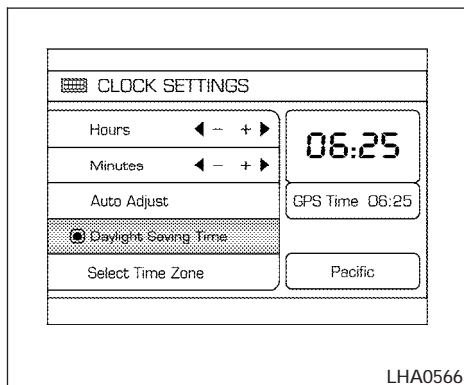 CLOCK SETTINGS
Hours ◀ − + ▶
Minutes ◀ − + ▶
Auto Adjust
Daylight Saving Time
Select Time Zone
06:25
GPS Time 06:25
Pacific
LHA0566